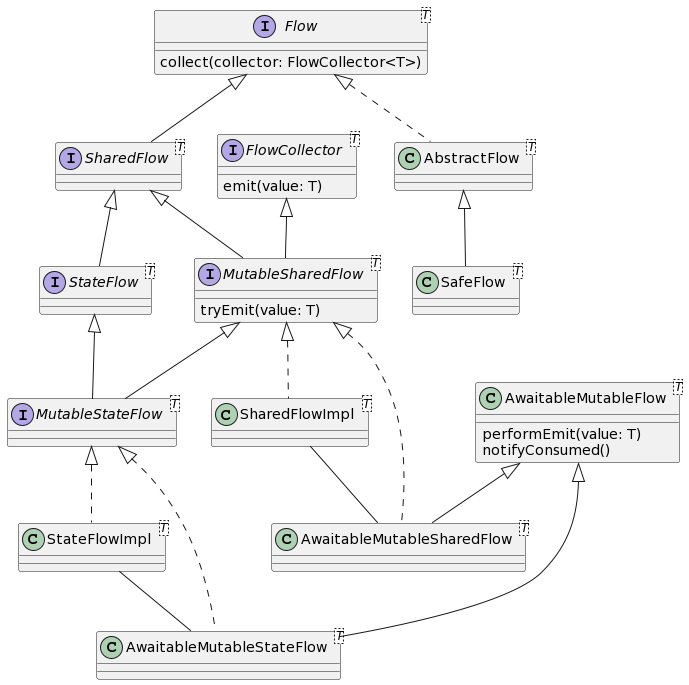 I Flow T
collect(collector: FlowCollector<T>)
I SharedFlow T
I FlowCollector T
emit(value: T)
C AbstractFlow T
I StateFlow T
I MutableSharedFlow T
tryEmit(value: T)
C SafeFlow T
I MutableStateFlow T
C SharedFlowImpl T
C AwaitableMutableFlow T
performEmit(value: T)
notifyConsumed()
C StateFlowImpl T
C AwaitableMutableSharedFlow T
C AwaitableMutableStateFlow T